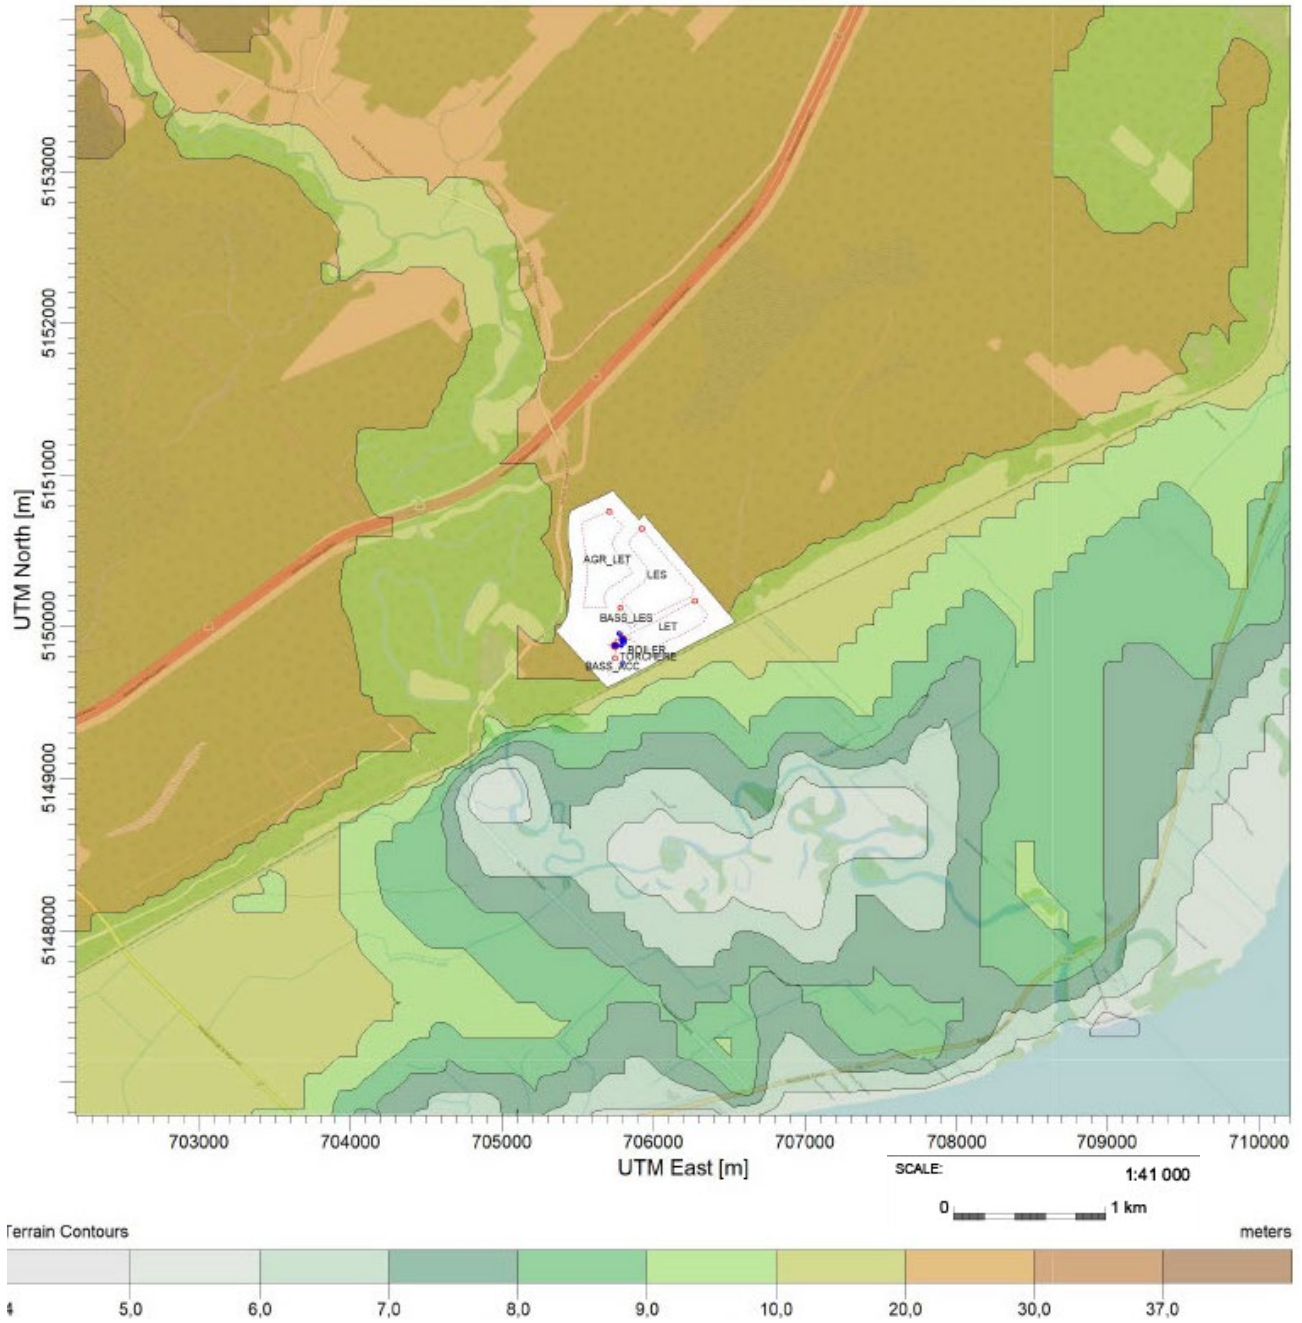 UTM North [m]
5153000
5152000
5151000
5150000
5149000
5148000
AGR_LET
LES
BASS_LES
LET
BOILER
TORCHERE
BASS_ACC
703000 704000 705000 706000 707000 708000 709000 710000
UTM East [m]
SCALE: 1:41 000
0 1 km
Terrain Contours meters
4 5,0 6,0 7,0 8,0 9,0 10,0 20,0 30,0 37,0